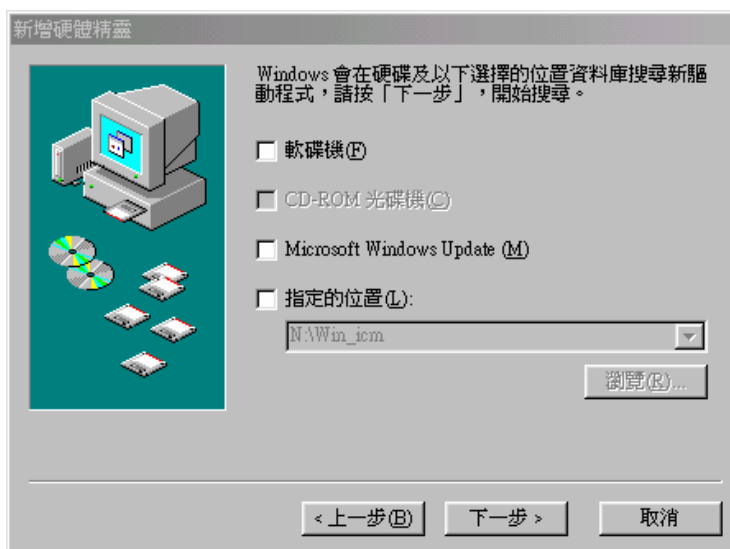 新增硬體精靈
Windows 會在硬碟及以下選擇的位置資料庫搜尋新驅
動程式，請按「下一步」，開始搜尋。
軟碟機(F)
CD-ROM 光碟機(C)
Microsoft Windows Update (M)
指定的位置(L):
N:\Win_icm
瀏覽(R)...
<上一步(B) 下一步> 取消